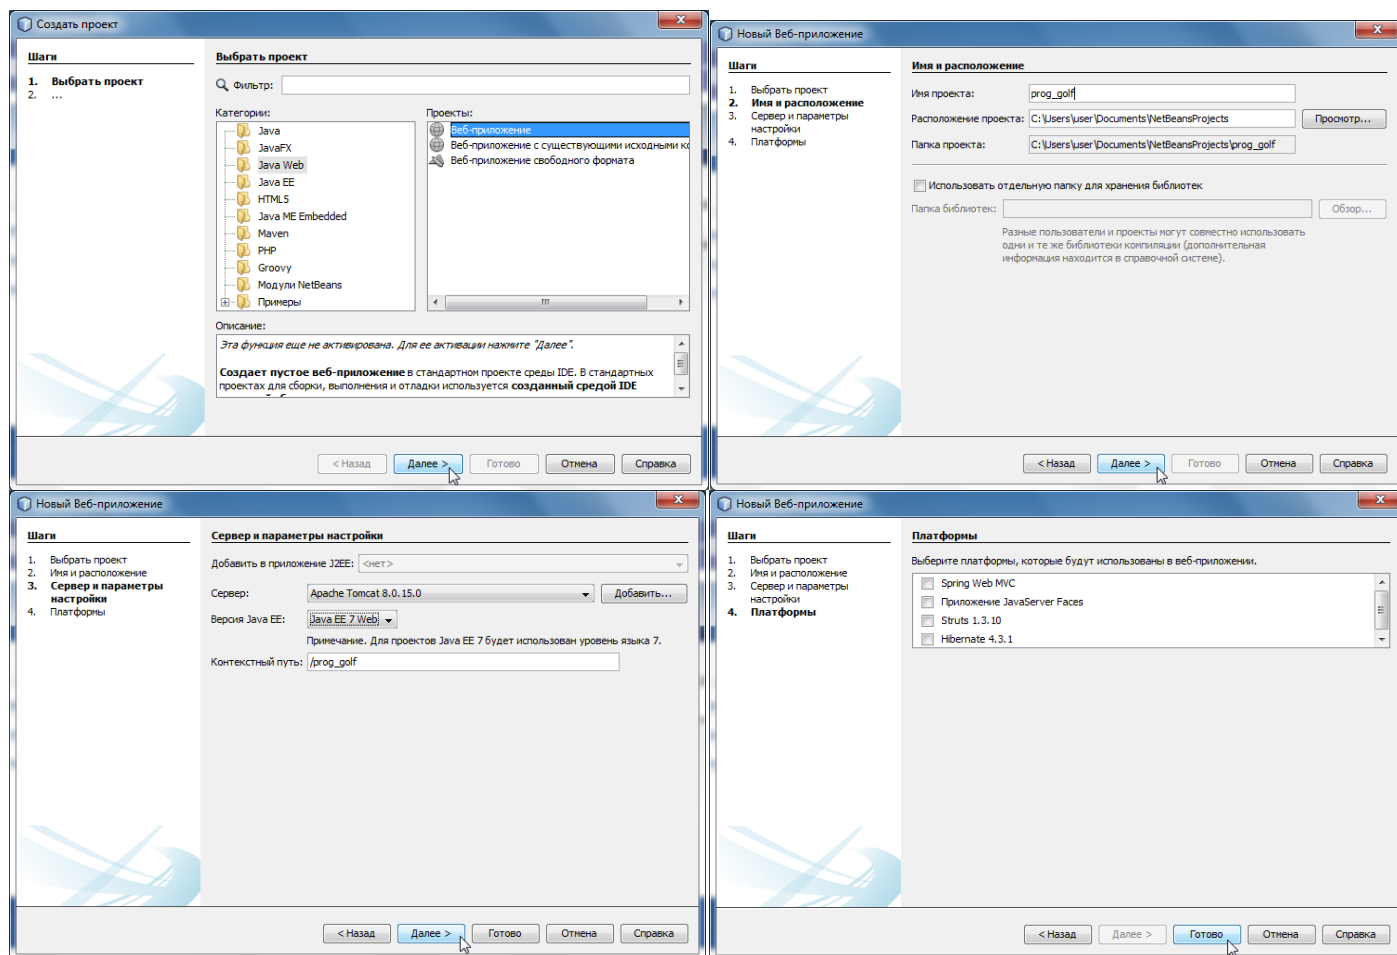 Создать проект
Шаги
1. Выбрать проект
2. ...
Выбрать проект
Фильтр:
Категории:
Java
JavaFX
Java Web
Java EE
HTML5
Java ME Embedded
Maven
PHP
Groovy
Модули NetBeans
Примеры
Проекты:
Веб-приложение
Веб-приложение с существующими исходными ко
Веб-приложение свободного формата
Описание:
Эта функция еще не активирована. Для ее активации нажмите "Далее".
Создает пустое веб-приложение в стандартном проекте среды IDE. В стандартных
проектах для сборки, выполнения и отладки используется созданный средой IDE
< Назад
Далее >
Готово
Отмена
Справка
Новый Веб-приложение
Шаги
1. Выбрать проект
2. Имя и расположение
3. Сервер и параметры
настройки
4. Платформы
Имя и расположение
Имя проекта: prog_golf
Расположение проекта: C:\Users\user\Documents\NetBeansProjects Просмотр...
Папка проекта: C:\Users\user\Documents\NetBeansProjects\prog_golf
Использовать отдельную папку для хранения библиотек
Папка библиотек: Обзор...
Разные пользователи и проекты могут совместно использовать
одни и те же библиотеки компиляции (дополнительная
информация находится в справочной системе).
< Назад
Далее >
Готово
Отмена
Справка
Новый Веб-приложение
Шаги
1. Выбрать проект
2. Имя и расположение
3. Сервер и параметры
настройки
4. Платформы
Сервер и параметры настройки
Добавить в приложение J2EE: <нет>
Сервер: Apache Tomcat 8.0.15.0 Добавить...
Версия Java EE: Java EE 7 Web
Примечание. Для проектов Java EE 7 будет использован уровень языка 7.
Контекстный путь: /prog_golf
< Назад
Далее >
Готово
Отмена
Справка
Новый Веб-приложение
Шаги
1. Выбрать проект
2. Имя и расположение
3. Сервер и параметры
настройки
4. Платформы
Платформы
Выберите платформы, которые будут использованы в веб-приложении.
Spring Web MVC
Приложение JavaServer Faces
Struts 1.3.10
Hibernate 4.3.1
< Назад
Далее >
Готово
Отмена
Справка